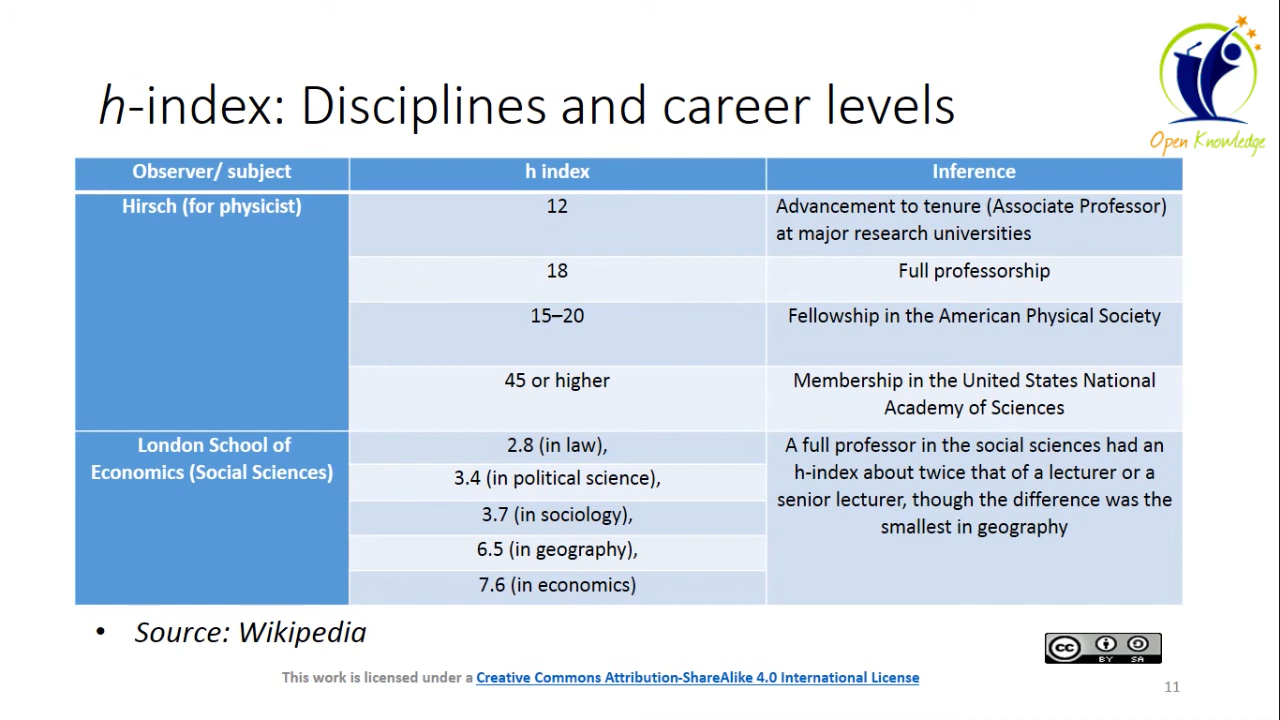 h-index: Disciplines and career levels
Open Knowledge
Observer/ subject
h index
Inference
Hirsch (for physicist)
12
Advancement to tenure (Associate Professor)
at major research universities
18
Full professorship
15–20
Fellowship in the American Physical Society
45 or higher
Membership in the United States National
Academy of Sciences
London School of
Economics (Social Sciences)
2.8 (in law),
3.4 (in political science),
3.7 (in sociology),
6.5 (in geography),
7.6 (in economics)
A full professor in the social sciences had an
h-index about twice that of a lecturer or a
senior lecturer, though the difference was the
smallest in geography
• Source: Wikipedia
cc BY SA
This work is licensed under a Creative Commons Attribution-ShareAlike 4.0 International License
11